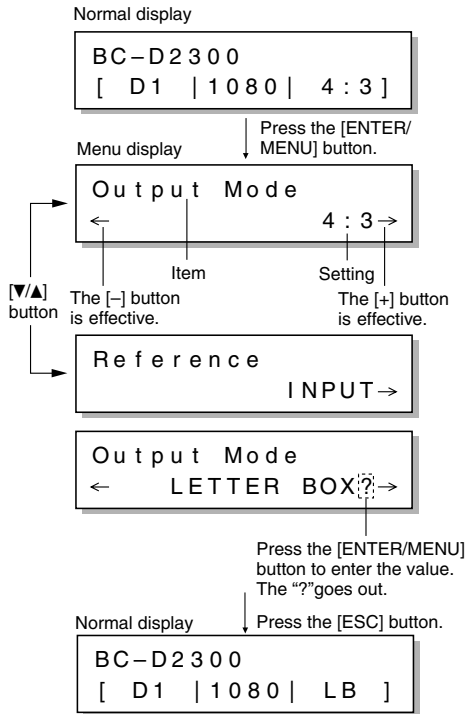 Normal display
BC–D2300
[ D1 |1080| 4:3]
Press the [ENTER/
MENU] button.
Menu display
Output Mode
← 4:3→
Item
Setting
[▼/▲]
button
The [–] button
is effective.
The [+] button
is effective.
Reference
INPUT→
Output Mode
← LETTER BOX?→
Press the [ENTER/MENU]
button to enter the value.
The “?”goes out.
Normal display
Press the [ESC] button.
BC–D2300
[ D1 |1080| LB ]